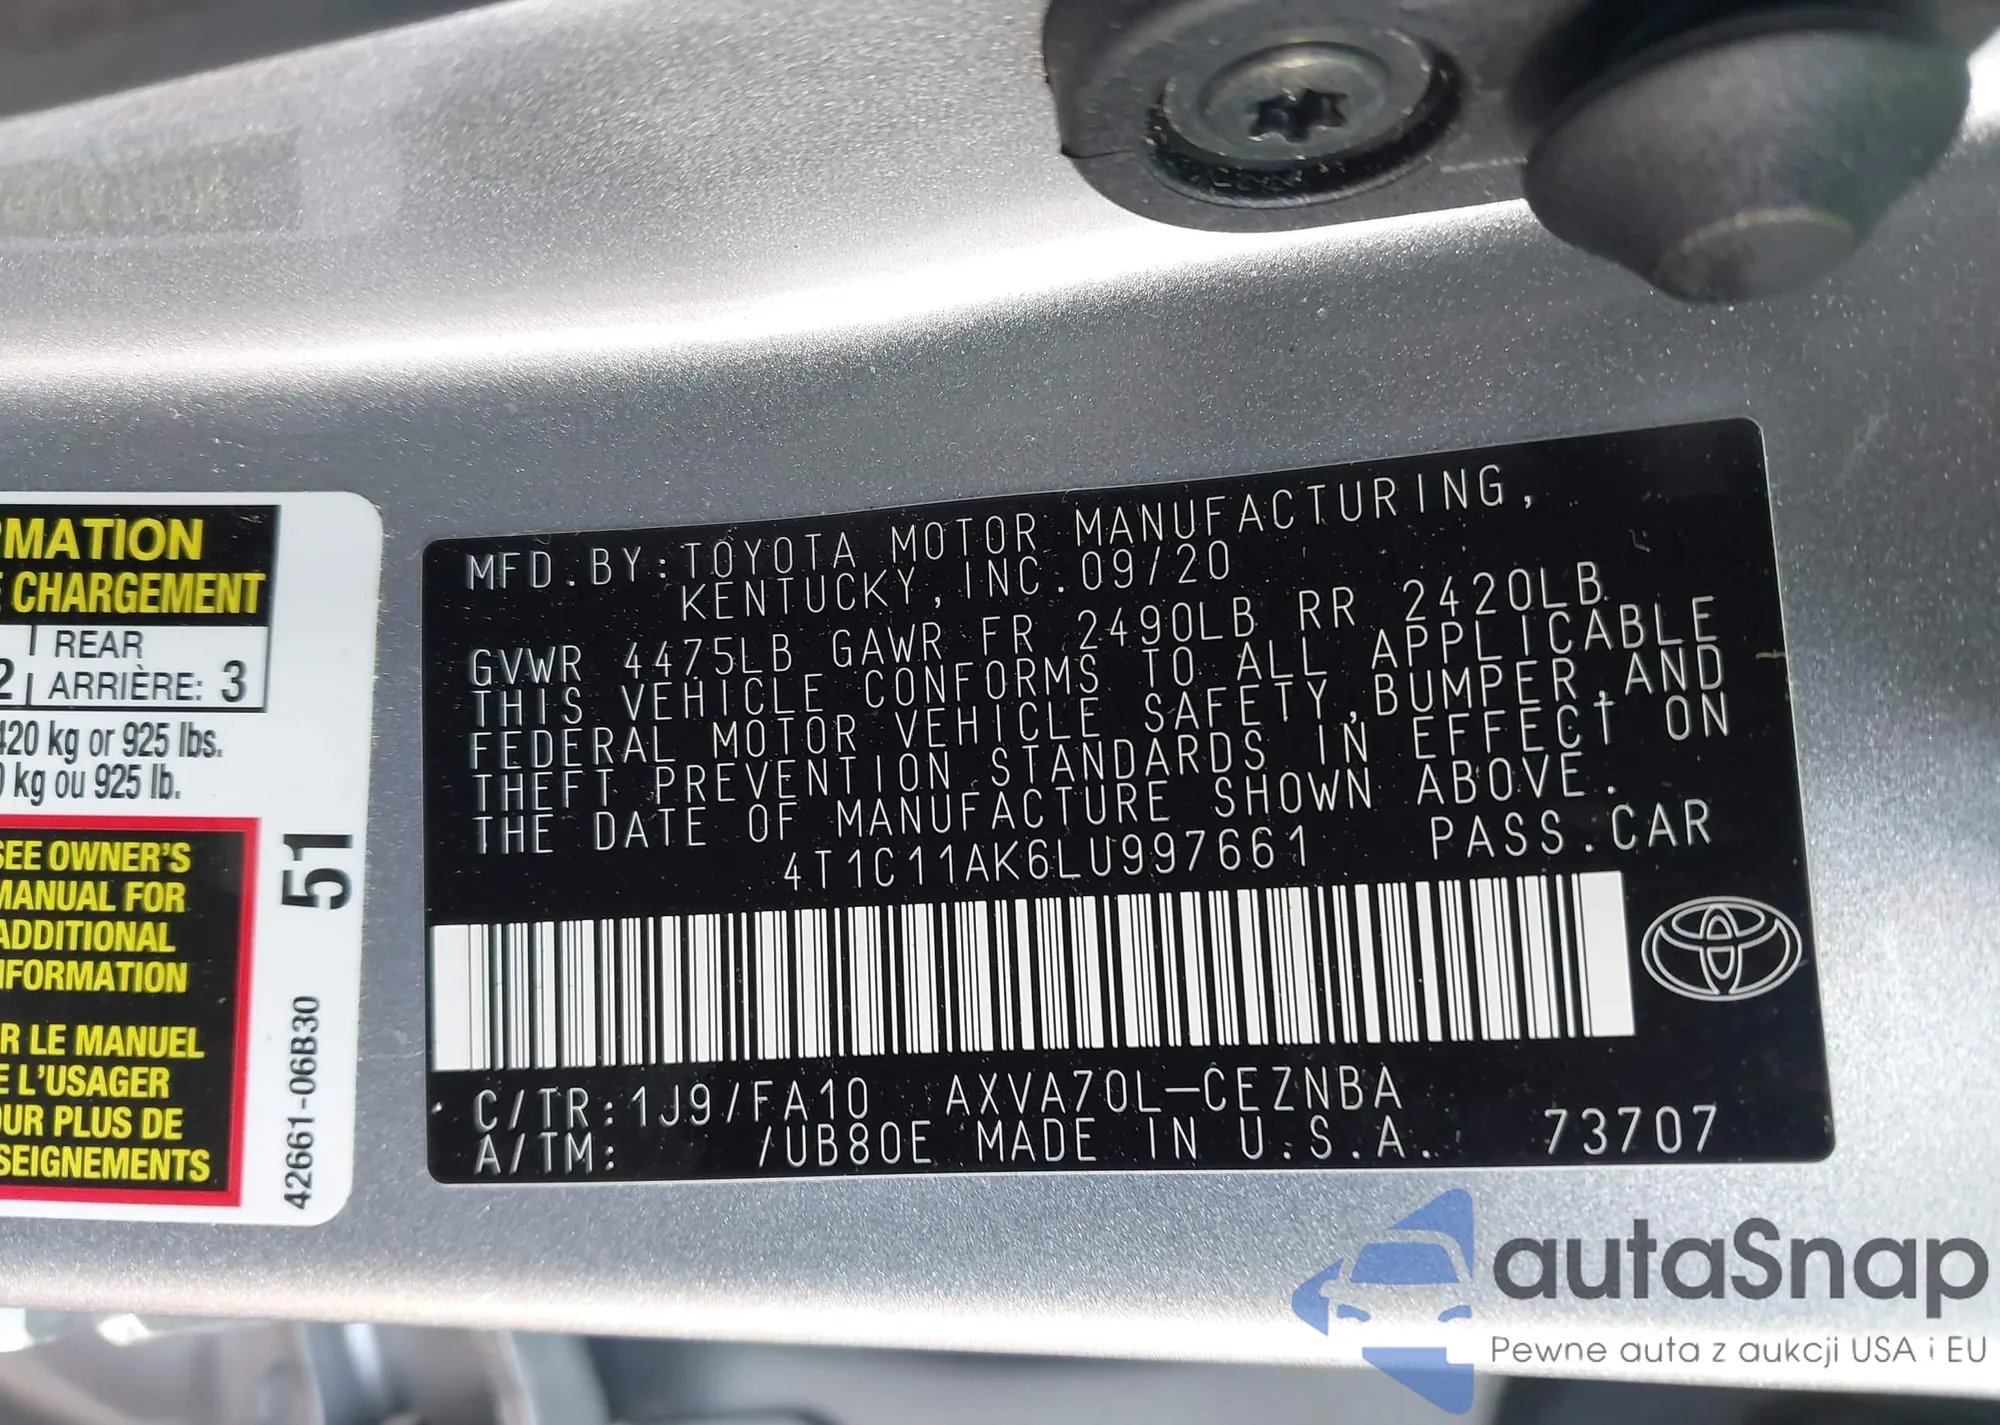 RMATION
E CHARGEMENT
REAR
2 ARRIÈRE: 3
420 kg or 925 lbs.
0 kg ou 925 lb.
SEE OWNER'S
MANUAL FOR
ADDITIONAL
NFORMATION
R LE MANUEL
E L'USAGER
OUR PLUS DE
SEIGNEMENTS
51
42661-06B30
MFD.BY:TOYOTA MOTOR MANUFACTURING,
KENTUCKY,INC.09/20
GVWR 4475LB GAWR FR 2490LB RR 2420LB
THIS VEHICLE CONFORMS TO ALL APPLICABLE
FEDERAL MOTOR VEHICLE SAFETY,BUMPER,AND
THEFT PREVENTION STANDARDS IN EFFECT ON
THE DATE OF MANUFACTURE SHOWN ABOVE.
4T1C11AK6LU997661 PASS.CAR
C/TR:1J9/FA10 AXVA70L-CEZNBA
A/TM: /UB80E MADE IN U.S.A. 73707
autaSnap
Pewne auta z aukcji USA i EU